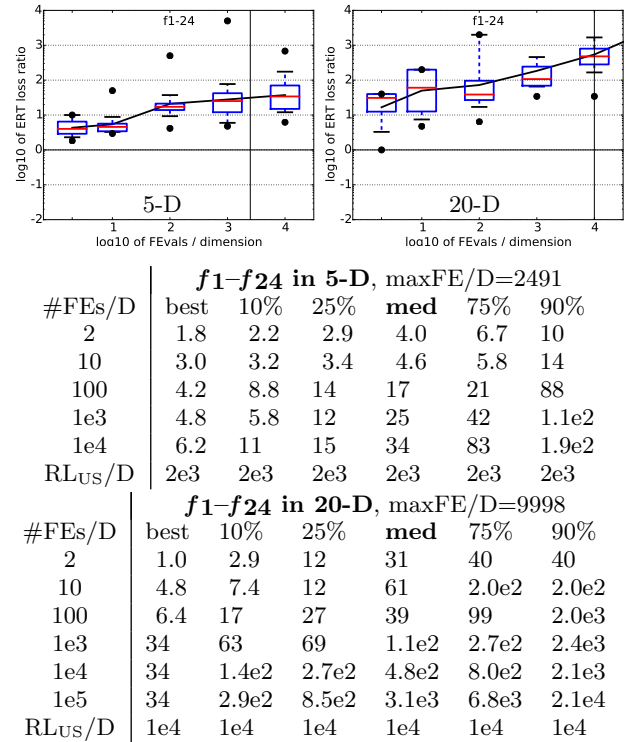 f1-24
log10 of ERT loss ratio
4
3
2
1
0
-1
-2
1 2 3 4
log10 of FEvals / dimension
5-D
f1-24
log10 of ERT loss ratio
4
3
2
1
0
-1
-2
1 2 3 4
log10 of FEvals / dimension
20-D
f1–f24 in 5-D, maxFE/D=2491
#FEs/D best 10% 25% med 75% 90%
2 1.8 2.2 2.9 4.0 6.7 10
10 3.0 3.2 3.4 4.6 5.8 14
100 4.2 8.8 14 17 21 88
1e3 4.8 5.8 12 25 42 1.1e2
1e4 6.2 11 15 34 83 1.9e2
RLUS/D 2e3 2e3 2e3 2e3 2e3 2e3
f1–f24 in 20-D, maxFE/D=9998
#FEs/D best 10% 25% med 75% 90%
2 1.0 2.9 12 31 40 40
10 4.8 7.4 12 61 2.0e2 2.0e2
100 6.4 17 27 39 99 2.0e3
1e3 34 63 69 1.1e2 2.7e2 2.4e3
1e4 34 1.4e2 2.7e2 4.8e2 8.0e2 2.1e3
1e5 34 2.9e2 8.5e2 3.1e3 6.8e3 2.1e4
RLUS/D 1e4 1e4 1e4 1e4 1e4 1e4